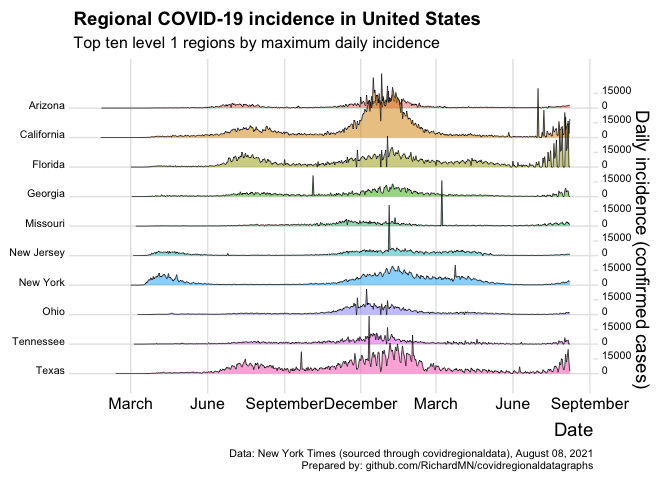 Regional COVID-19 incidence in United States
Top ten level 1 regions by maximum daily incidence
Arizona
15000
0
California
15000
0
Florida
15000
0
Georgia
15000
0
Missouri
15000
0
New Jersey
15000
0
New York
15000
0
Ohio
15000
0
Tennessee
15000
0
Texas
15000
0
Daily incidence (confirmed cases)
March June September December March June September
Date
Data: New York Times (sourced through covidregionaldata), August 08, 2021
Prepared by: github.com/RichardMN/covidregionaldatagraphs